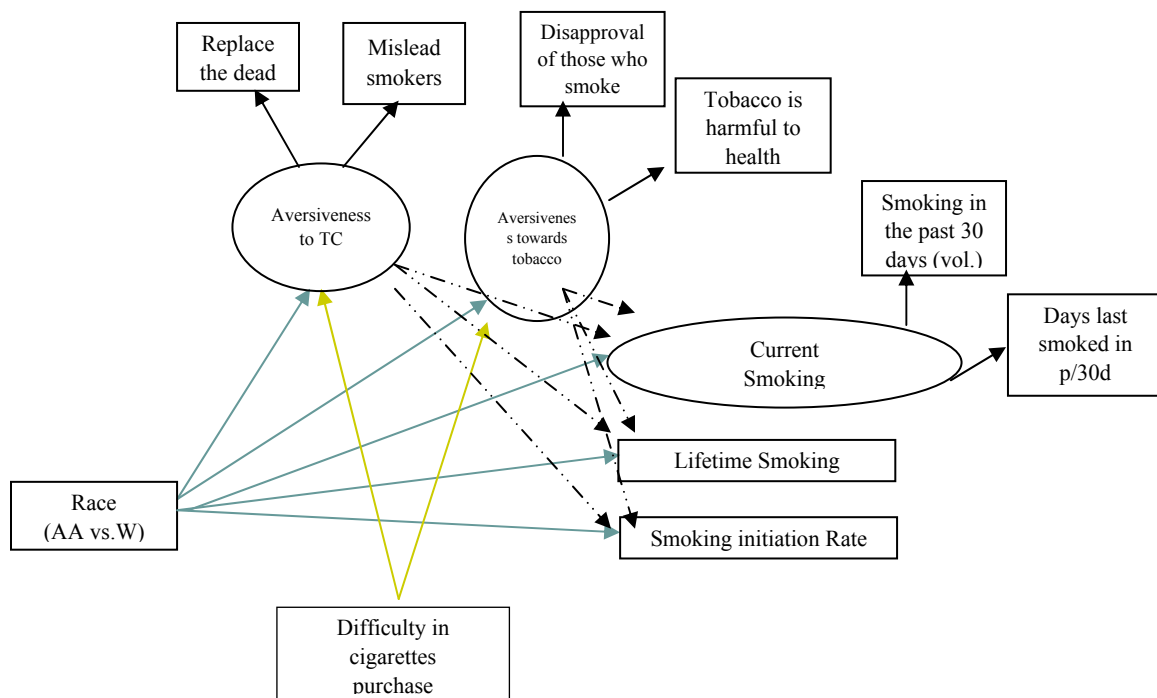 Replace
the dead
Mislead
smokers
Disapproval
of those who
smoke
Tobacco is
harmful to
health
Aversiveness
to TC
Aversivenes
s towards
tobacco
Smoking in
the past 30
days (vol.)
Days last
smoked in
p/30d
Current
Smoking
Lifetime Smoking
Race
(AA vs.W)
Smoking initiation Rate
Difficulty in
cigarettes
purchase